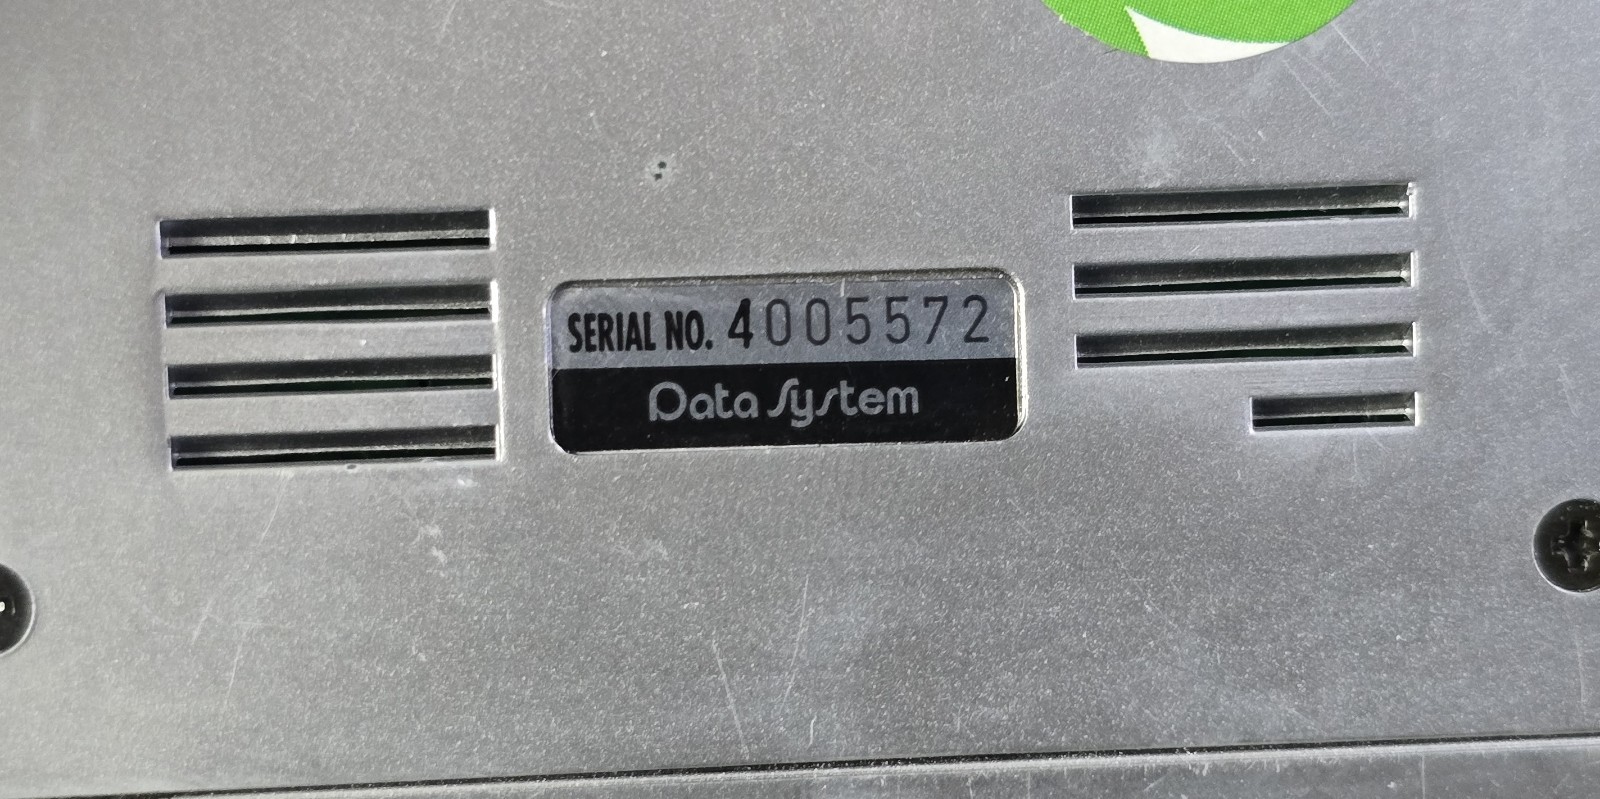 SERIAL NO. 4005572
Data System